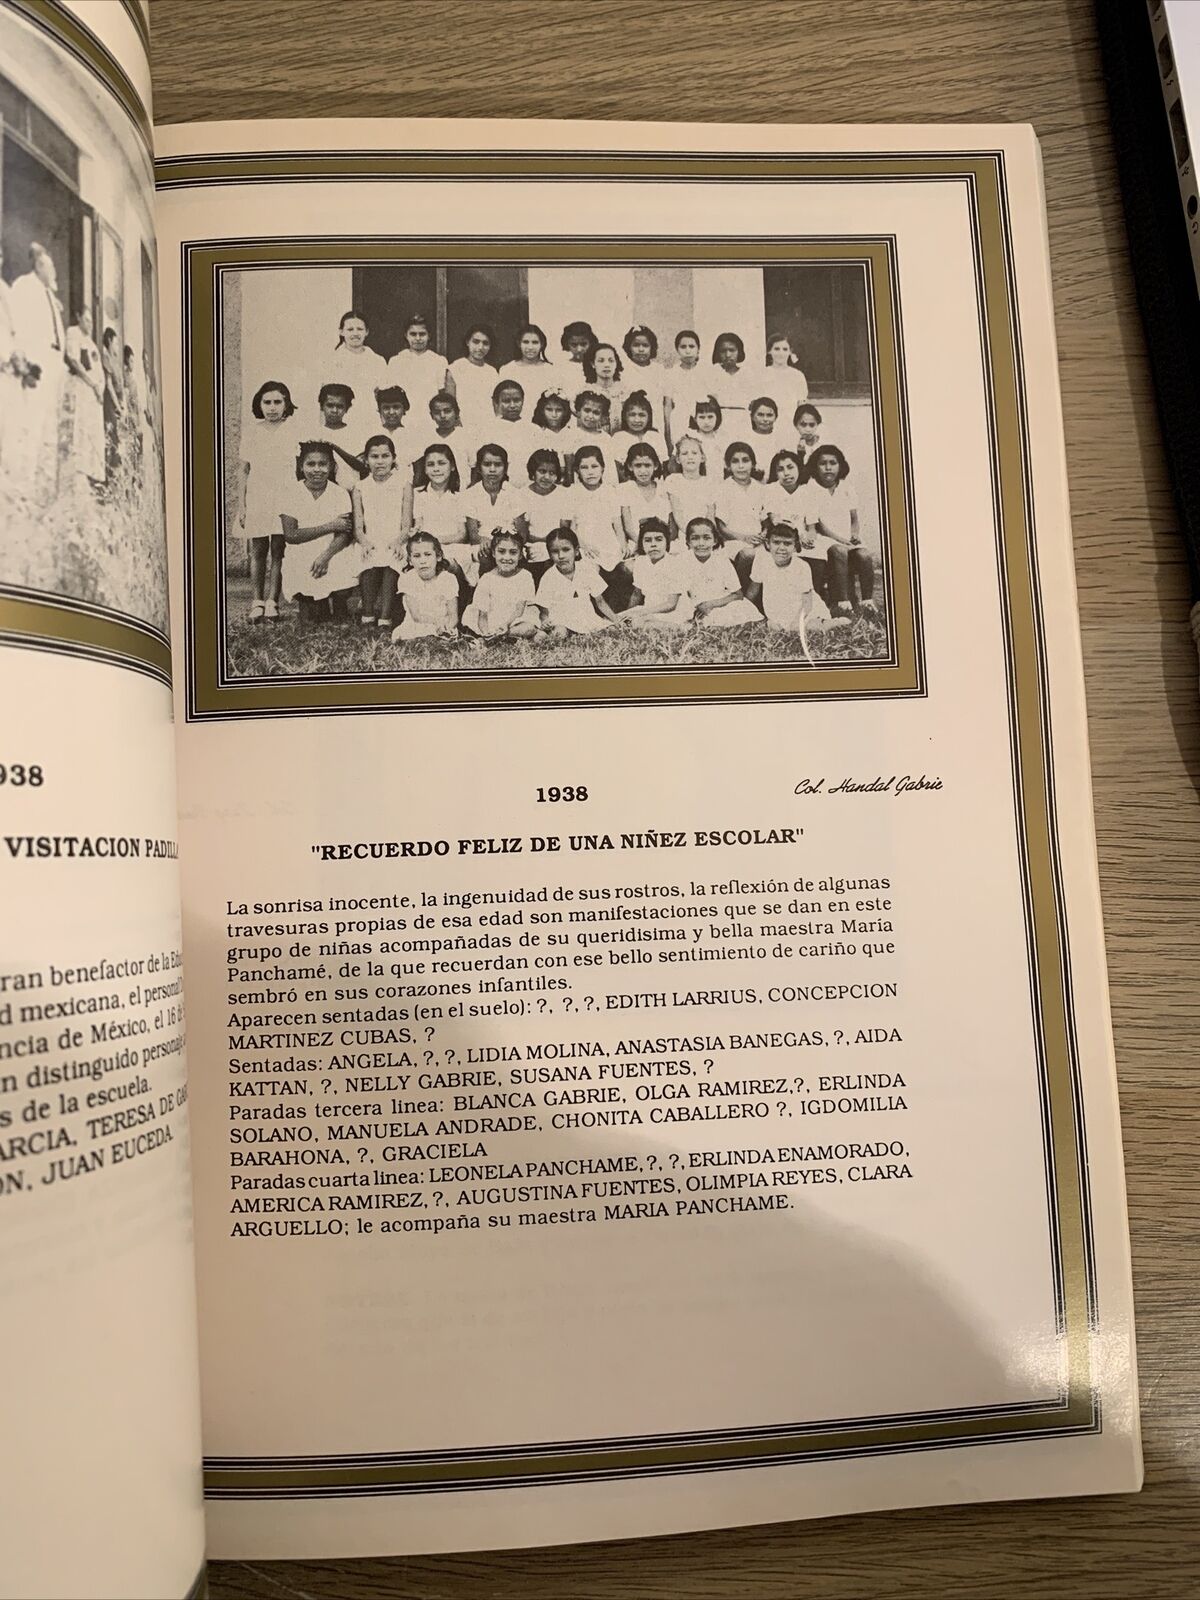 938
VISITACION
ran benefactor de la
d mexicana, el personal
ncia de México, el 16 de
n distinguido
s de la escuela.
ARCIA, TERESA DE
ON, JUAN EUCEDA
1938
Col. Handal Gabrie
"RECUERDO FELIZ DE UNA NIÑEZ ESCOLAR"
La sonrisa inocente, la ingenuidad de sus rostros, la reflexión de algunas
travesuras propias de esa edad son manifestaciones que se dan en este
grupo de niñas acompañadas de su queridisima y bella maestra María
Panchamé, de la que recuerdan con ese bello sentimiento de cariño que
sembró en sus corazones infantiles.
Aparecen sentadas (en el suelo): ?, ?, ?, EDITH LARRIUS, CONCEPCION
MARTINEZ CUBAS, ?
Sentadas: ANGELA, ?, ?, LIDIA MOLINA, ANASTASIA BANEGAS, ?, AIDA
KATTAN, ?, NELLY GABRIE, SUSANA FUENTES, ?
Paradas tercera linea: BLANCA GABRIE, OLGA RAMIREZ,?, ERLINDA
SOLANO, MANUELA ANDRADE, CHONITA CABALLERO ?, IGDOMILIA
BARAHONA, ?, GRACIELA
Paradas cuarta linea: LEONELA PANCHAME, ?, ?, ERLINDA ENAMORADO,
AMERICA RAMIREZ, ?, AUGUSTINA FUENTES, OLIMPIA REYES, CLARA
ARGUELLO; le acompaña su maestra MARIA PANCHAME.